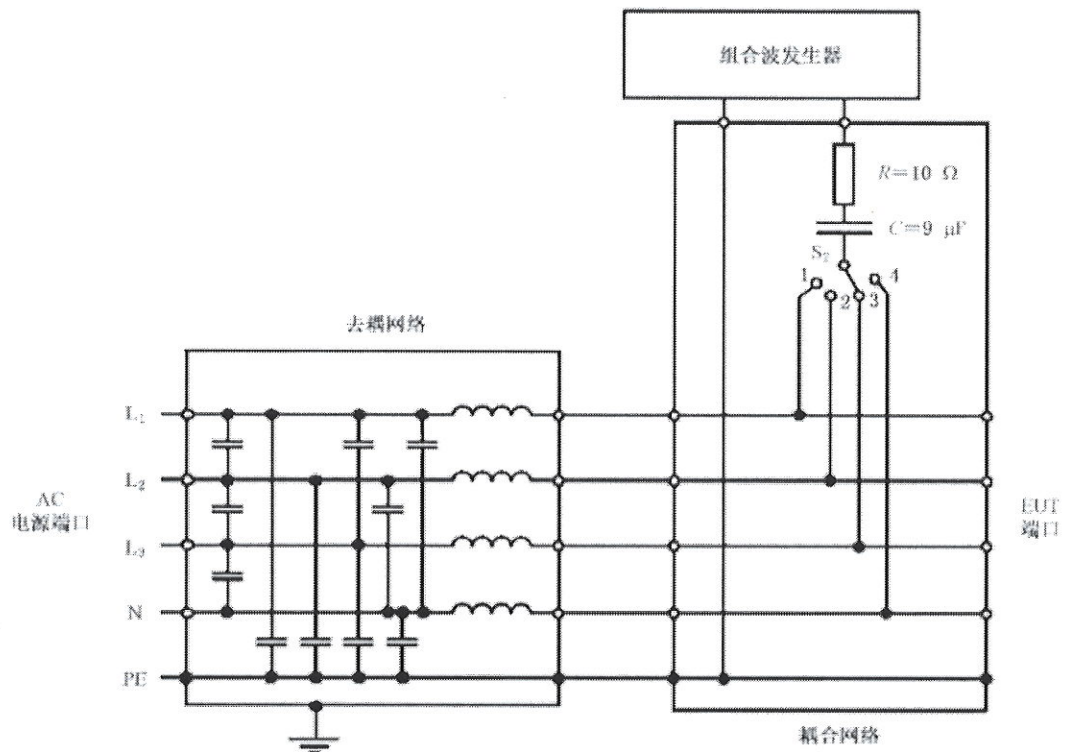 组合波发生器
R=10 Ω
C=9 μF
S₂
1
2
3
4
去耦网络
L₁
L₂
AC
电源端口
L₃
N
PE
EUT
端口
耦合网络